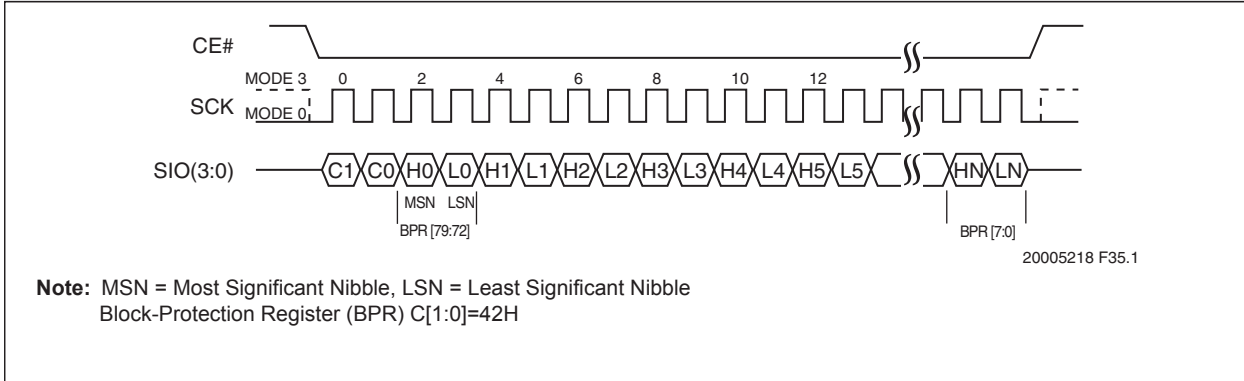 CE#
MODE 3 0 2 4 6 8 10 12
SCK MODE 0
SIO(3:0) C1 C0 H0 L0 H1 L1 H2 L2 H3 L3 H4 L4 H5 L5 HN LN
MSN LSN
BPR [79:72] BPR [7:0]
20005218 F35.1
Note: MSN = Most Significant Nibble, LSN = Least Significant Nibble
Block-Protection Register (BPR) C[1:0]=42H